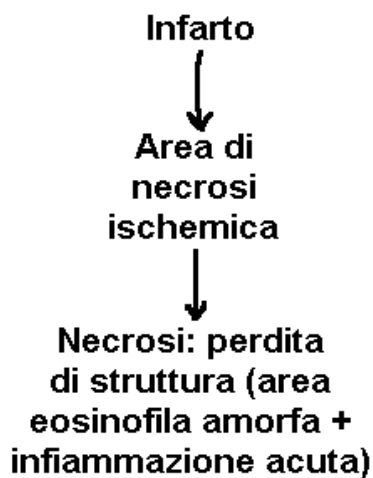 Infarto
Area di
necrosi
ischemica
Necrosi: perdita
di struttura (area
eosinofila amorfa +
infiammazione acuta)